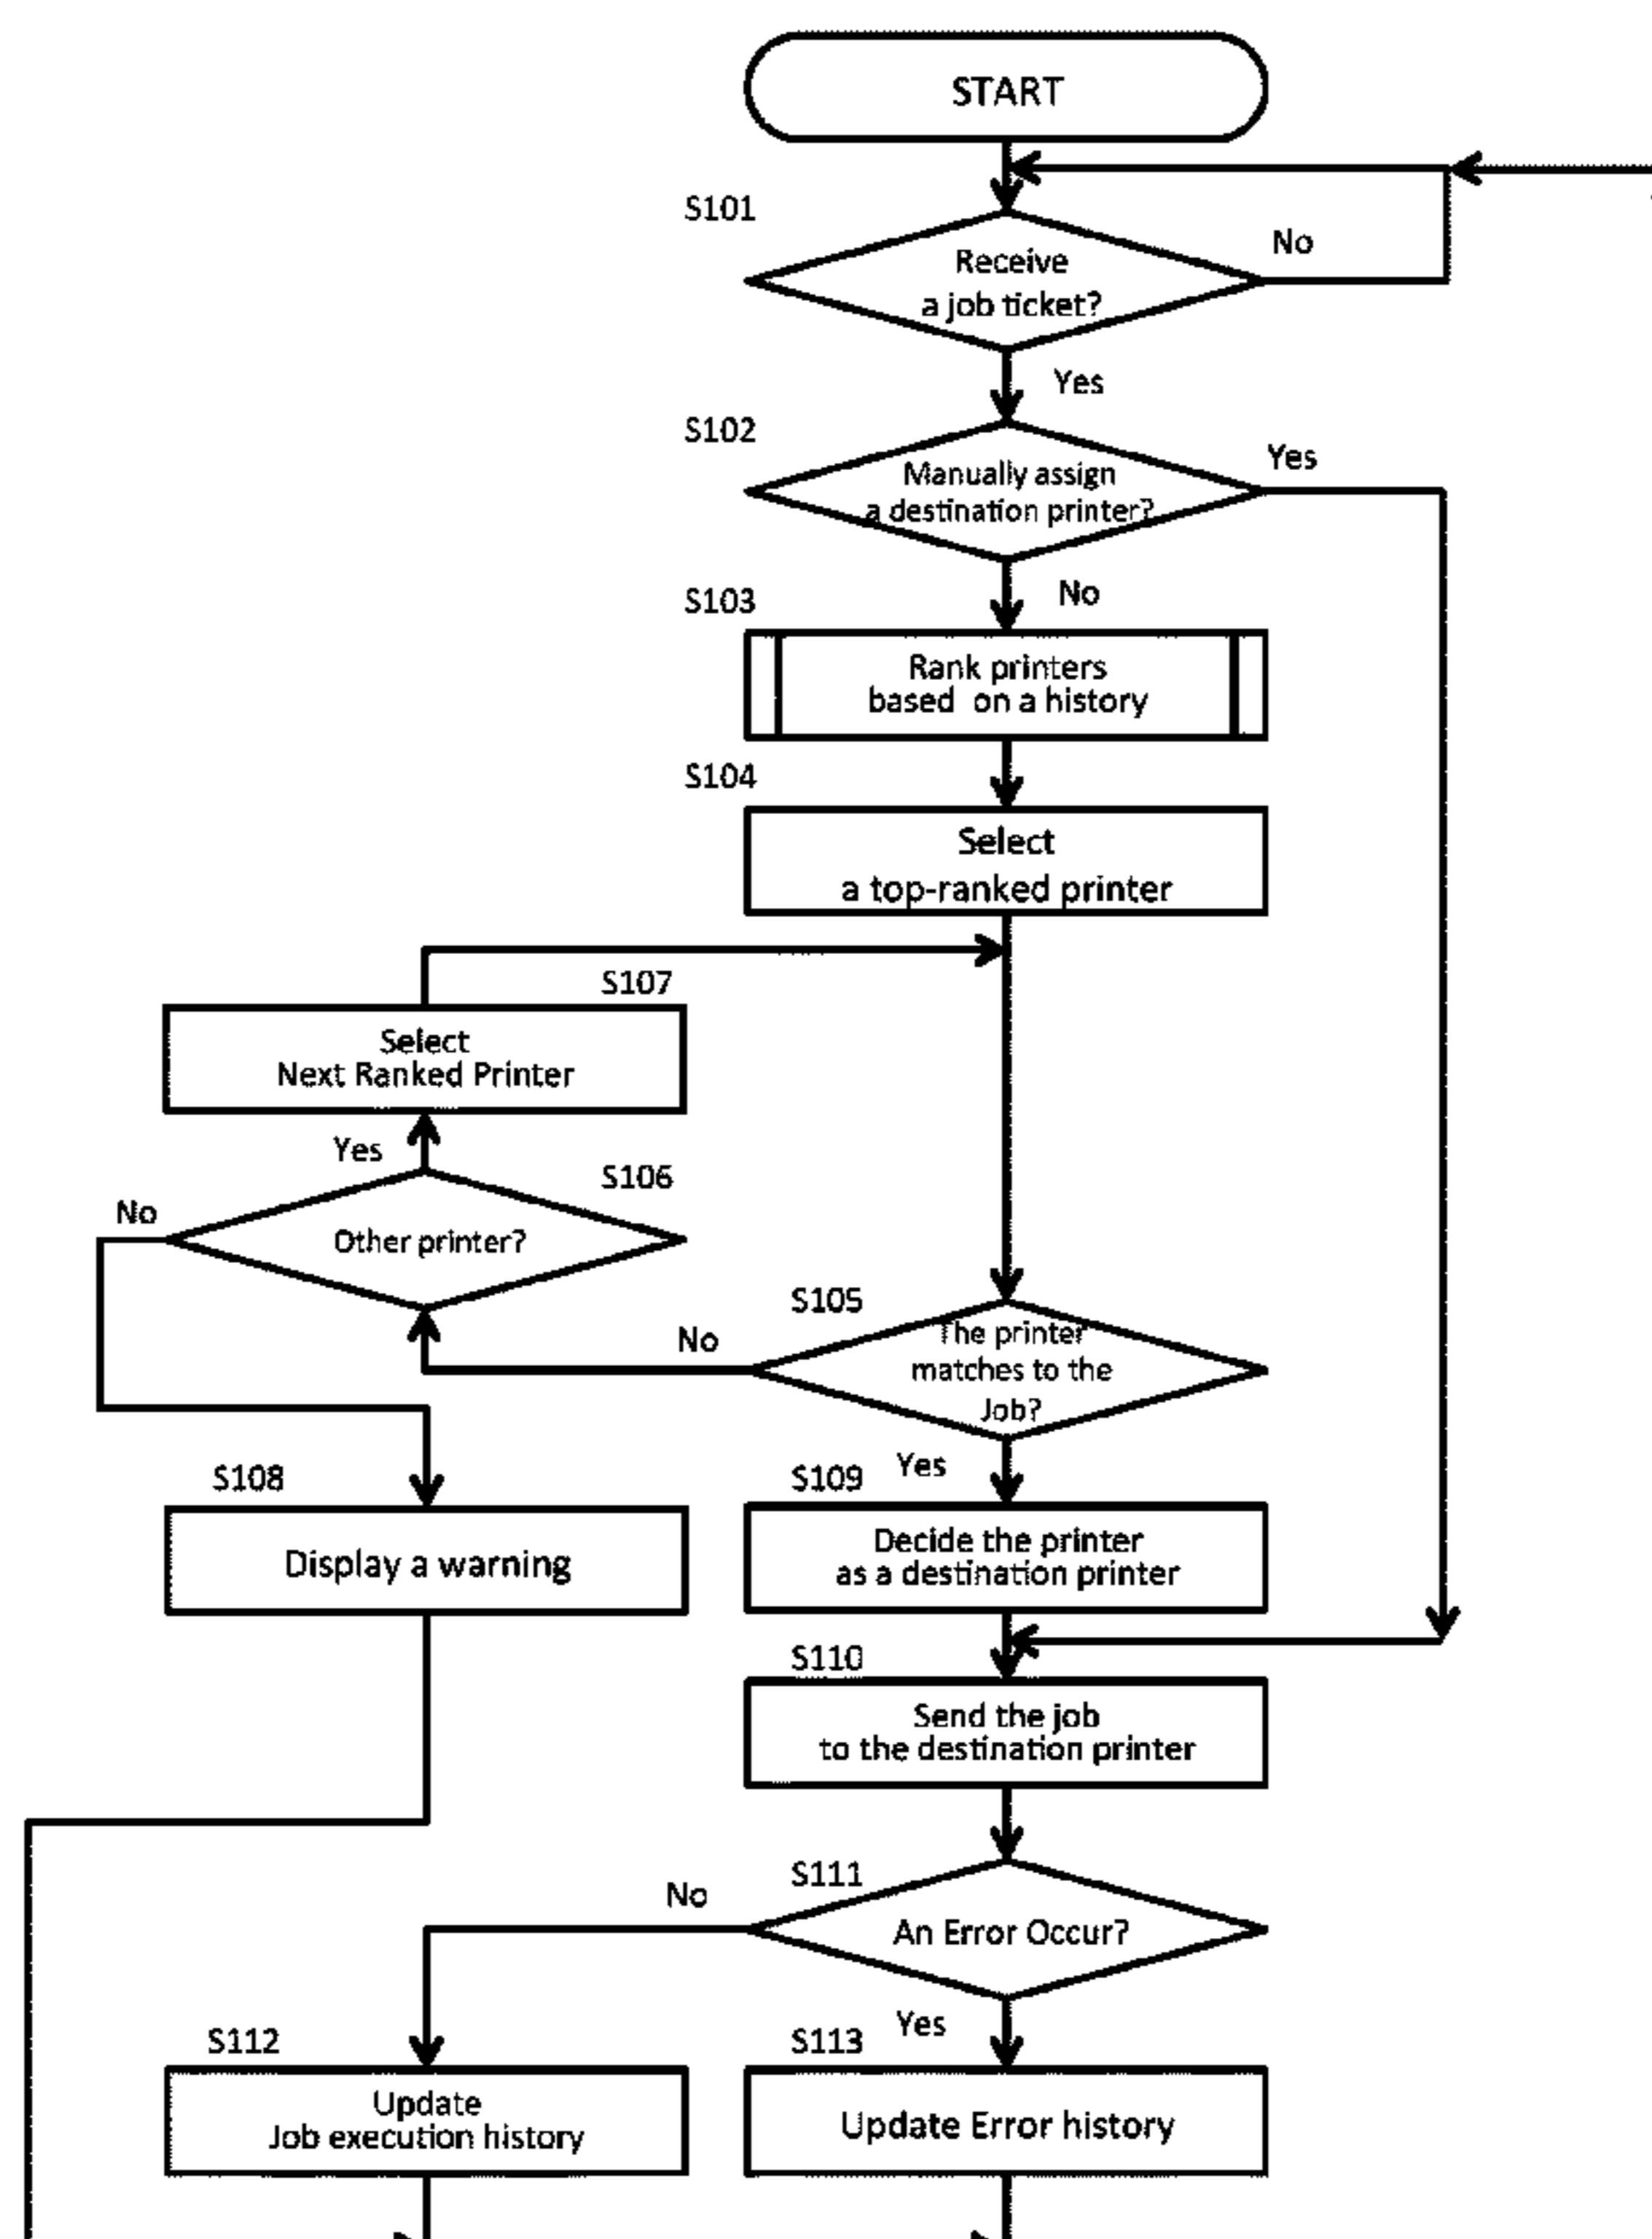 START
S101
Receive
a job ticket?
No
Yes
S102
Manually assign
a destination printer?
Yes
No
S103
Rank printers
based on a history
S104
Select
a top-ranked printer
S107
Select
Next Ranked Printer
Yes
S106
No
Other printer?
S105
The printer
matches to the
Job?
No
Yes
S108
Display a warning
S109
Decide the printer
as a destination printer
S110
Send the job
to the destination printer
S111
An Error Occur?
No
Yes
S112
Update
Job execution history
S113
Update Error history